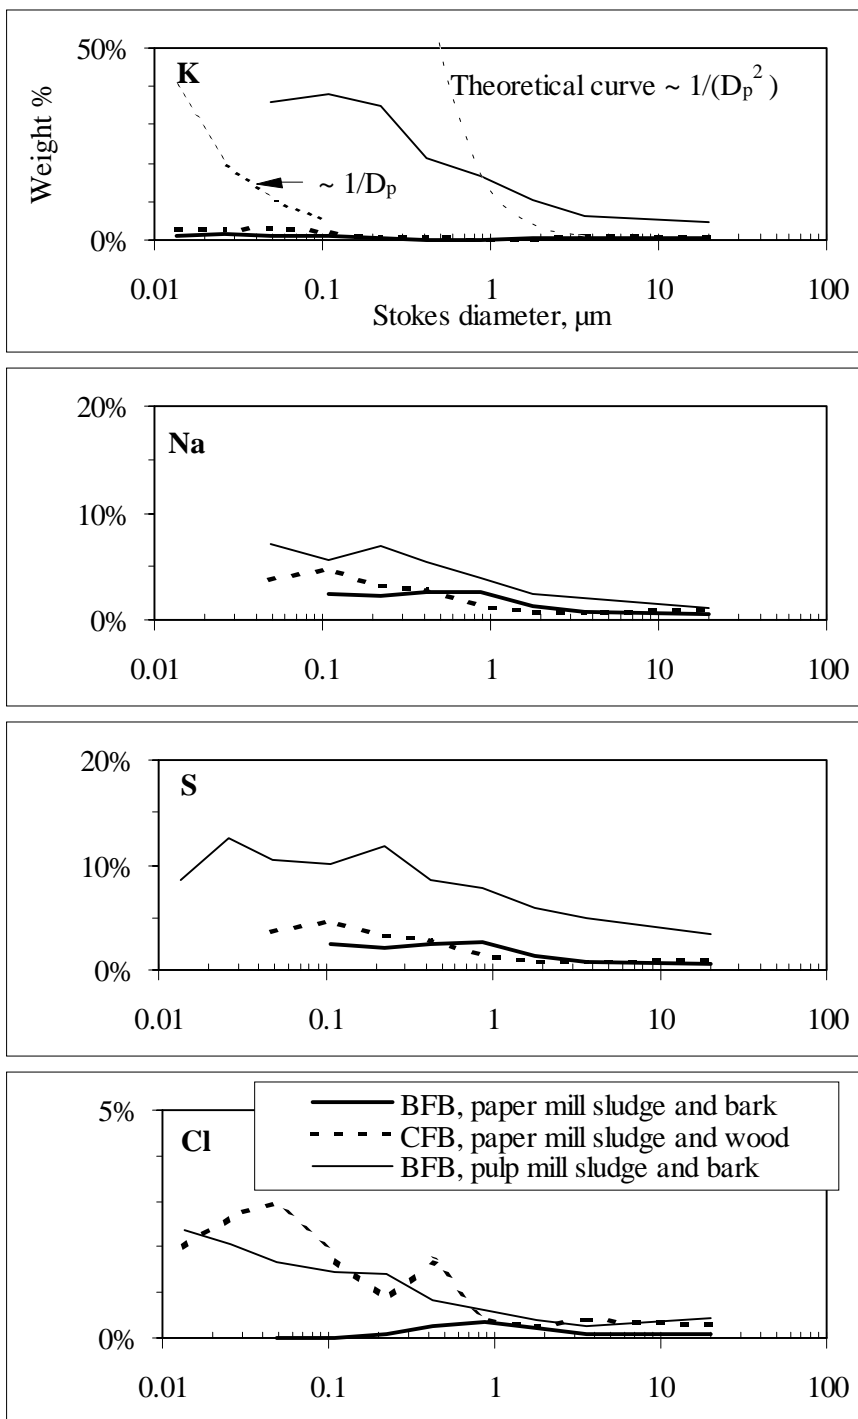 50%
K
Theoretical curve ~ 1/(Dp²)
Weight %
~ 1/Dp
0%
0.01 0.1 1 10 100
Stokes diameter, µm
20%
Na
10%
0%
0.01 0.1 1 10 100
20%
S
10%
0%
0.01 0.1 1 10 100
5%
Cl
BFB, paper mill sludge and bark
CFB, paper mill sludge and wood
BFB, pulp mill sludge and bark
0%
0.01 0.1 1 10 100